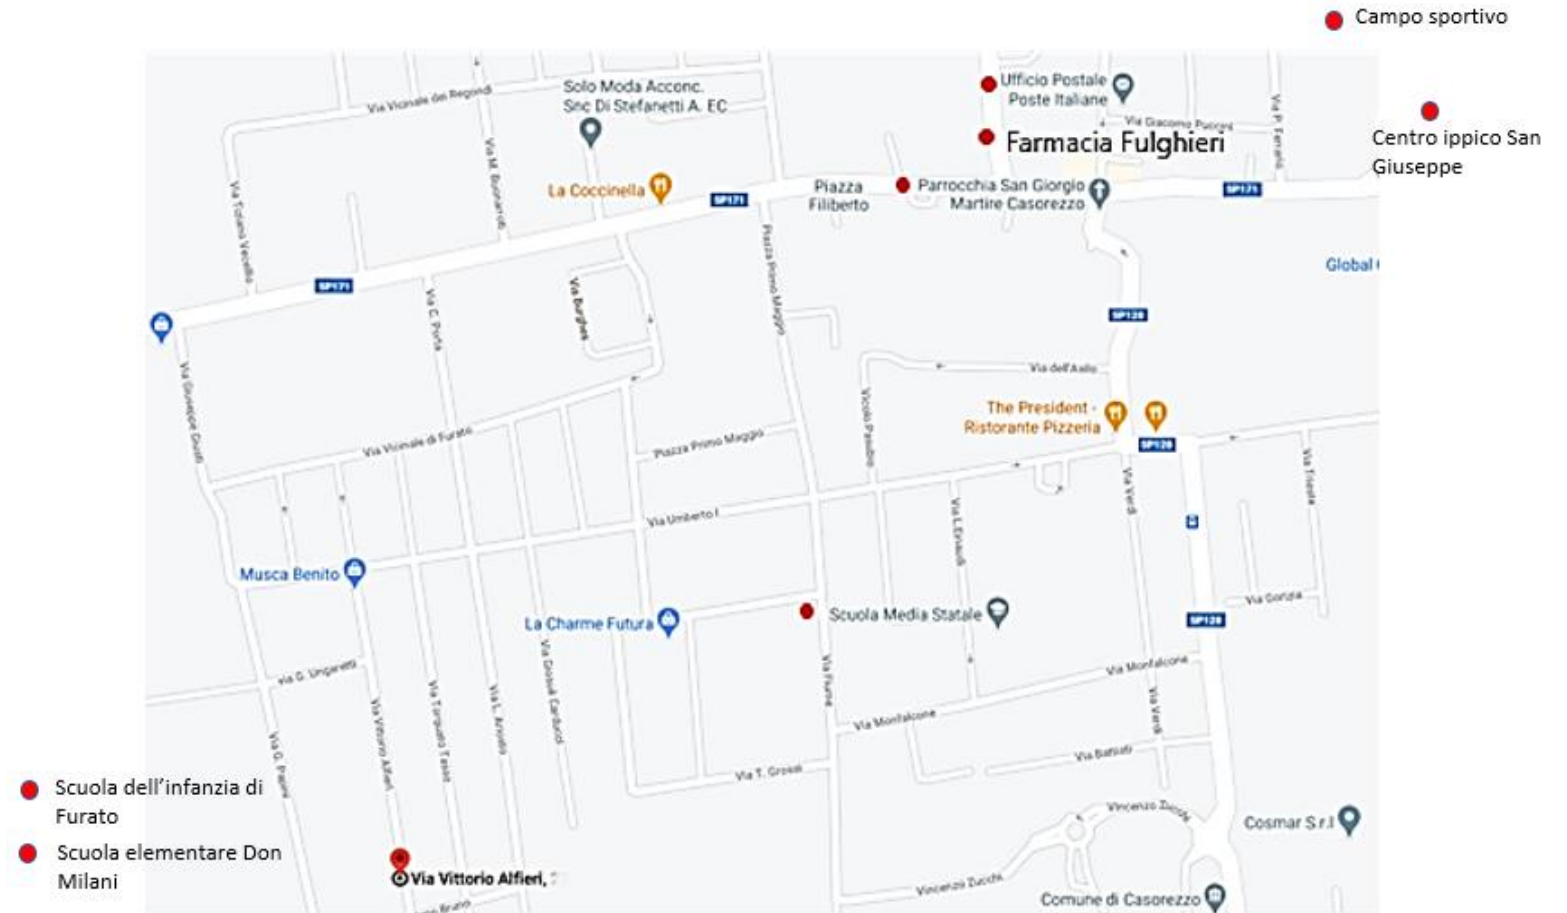 Campo sportivo
Solo Moda Acconc.
Snc Di Stefanetti A. EC
Ufficio Postale
Poste Italiane
Via Vicinale dei Regondi
Via Giacomo Puccini
Via P. Ferrario
Centro ippico San
Giuseppe
Farmacia Fulghieri
Via M. Buonarroti
Via Tiziano Vecellio
La Coccinella
SP171
Piazza
Filiberto
Parrocchia San Giorgio
Martire Casorezzo
SP171
Piazza Primo Maggio
Global
SP171
Via C. Porta
Via Burghea
SP128
Via Giuseppe Giusti
Via dell'Asilo
Vicolo Pasubio
The President -
Ristorante Pizzeria
SP128
Via Vicinale di Furato
Piazza Primo Maggio
Via Trieste
Via Verdi
Via Umberto I
Via L.Einaudi
Musca Benito
Via Gorizia
La Charme Futura
Scuola Media Statale
SP128
Via G. Ungaretti
Via Giosuè Carducci
Via Fiume
Via Monfalcone
Via Verdi
Via Vittorio Alfieri
Via Torquato Tasso
Via L. Ariosto
Via Monfalcone
Via G. Papini
Via Battisti
Via T. Grossi
Scuola dell'infanzia di
Furato
Vincenzo Zucchi
Cosmar S.r.l
Scuola elementare Don
Milani
Via Vittorio Alfieri,
Vincenzo Zucchi
Comune di Casorezzo
Bruno